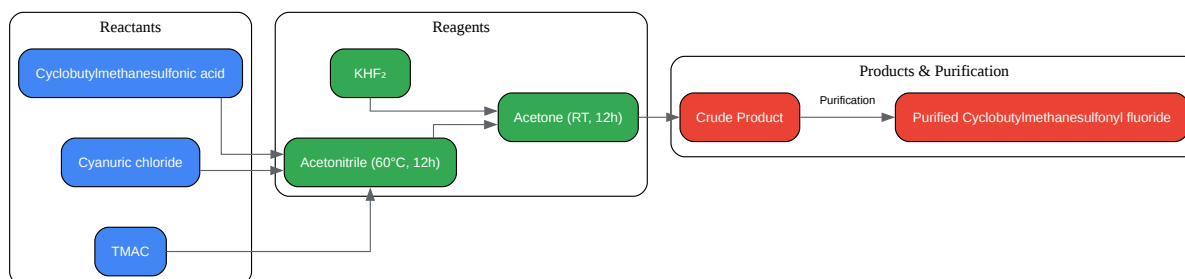 Reactants
Cyclobutylmethanesulfonic acid
Cyanuric chloride
TMAC
Reagents
KHF₂
Acetonitrile (60°C, 12h)
Acetone (RT, 12h)
Products & Purification
Crude Product
Purification
Purified Cyclobutylmethanesulfonyl fluoride